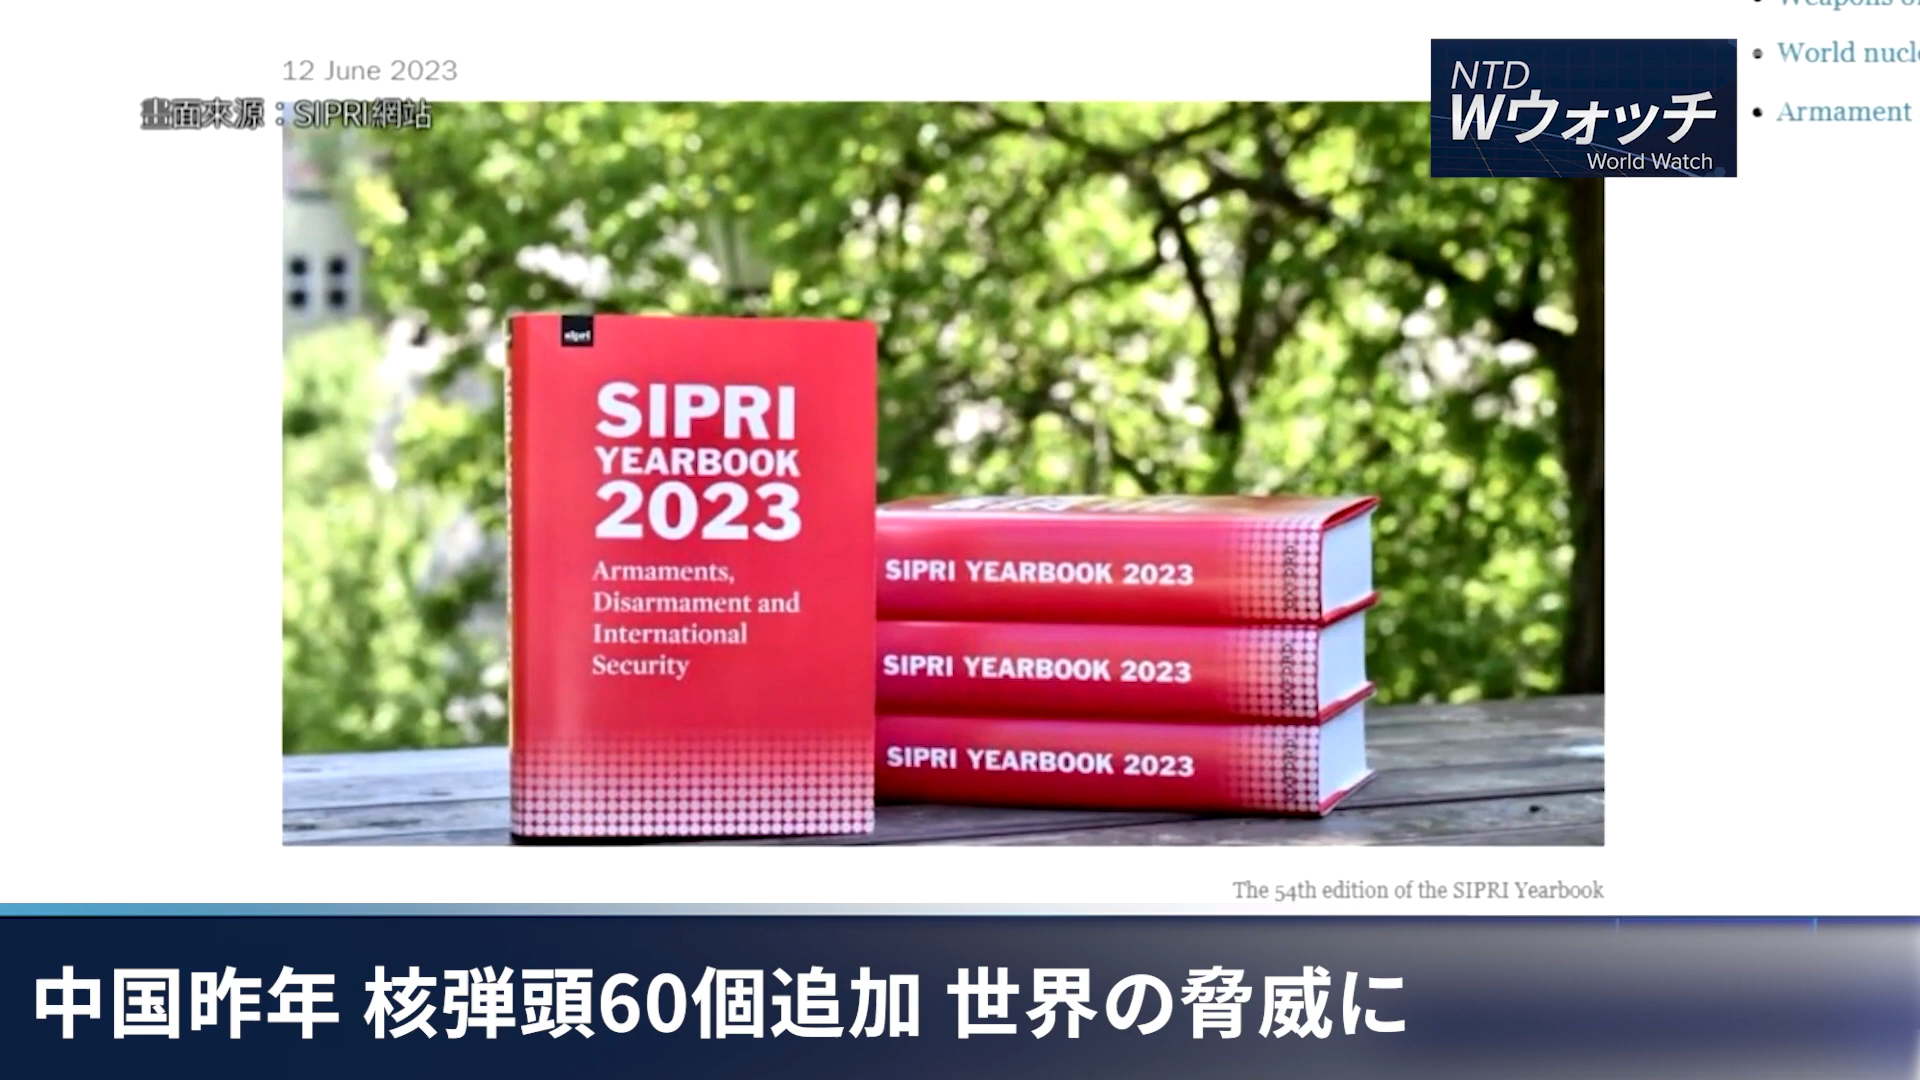 Weapons o
12 June 2023
World nucl
畫面來源：SIPRI網站
Armament
NTD
Wウォッチ
World Watch
sipri
SIPRI
YEARBOOK
2023
Armaments,
Disarmament and
International
Security
SIPRI YEARBOOK 2023
SIPRI YEARBOOK 2023
SIPRI YEARBOOK 2023
The 54th edition of the SIPRI Yearbook
中国昨年 核弾頭60個追加 世界の脅威に